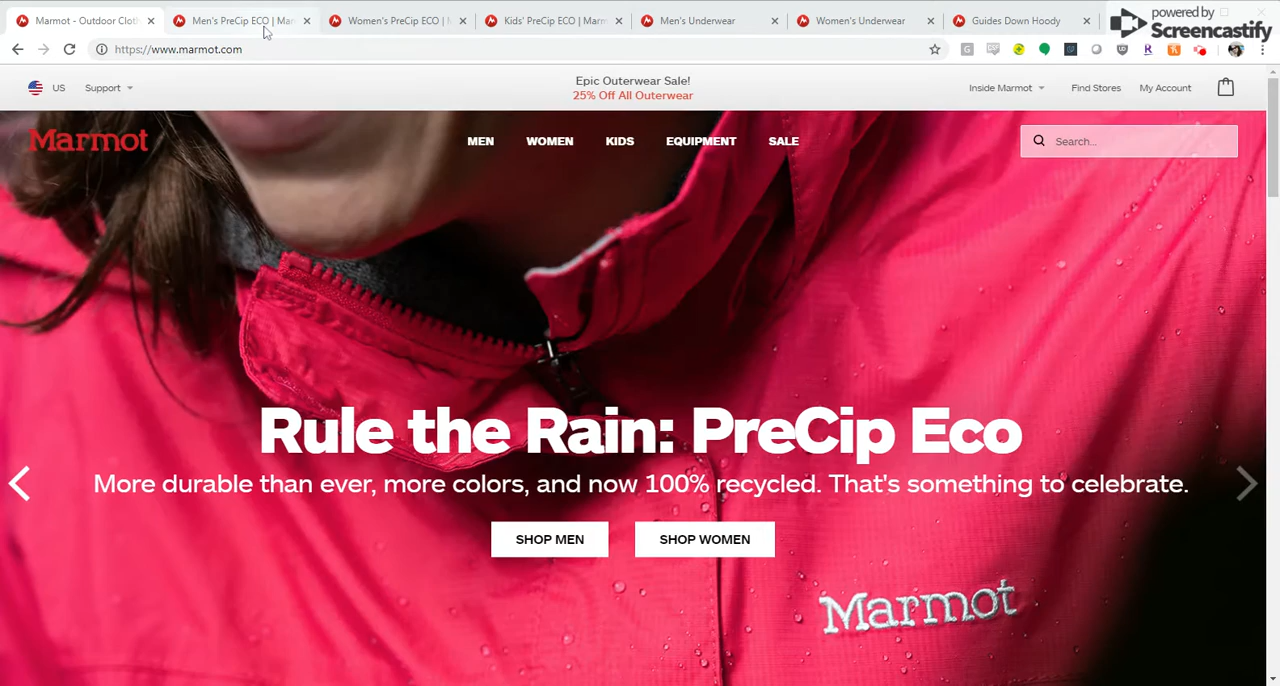 Marmot - Outdoor Cloth
Men's PreCip ECO | Mar
Women's PreCip ECO | M
Kids' PreCip ECO | Marm
Men's Underwear
Women's Underwear
Guides Down Hoody
powered by
Screencastify
https://www.marmot.com
US
Support
Epic Outerwear Sale!
25% Off All Outerwear
Inside Marmot
Find Stores
My Account
Marmot
MEN
WOMEN
KIDS
EQUIPMENT
SALE
Search...
Rule the Rain: PreCip Eco
More durable than ever, more colors, and now 100% recycled. That's something to celebrate.
SHOP MEN
SHOP WOMEN
Marmot